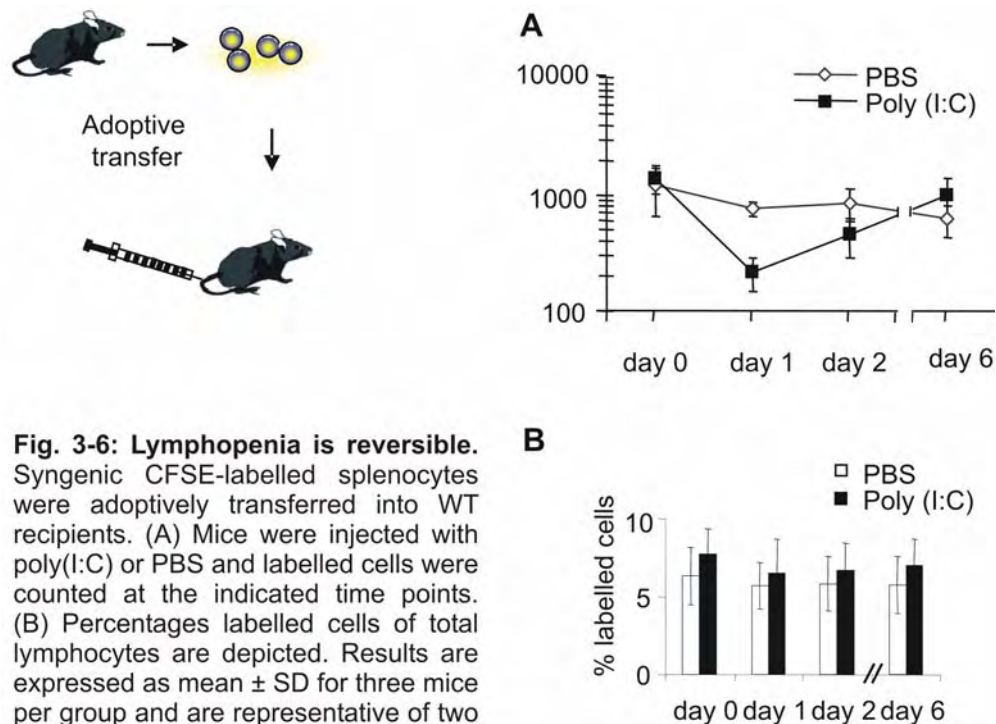 Adoptive
transfer
A
10000
1000
100
PBS
Poly (I:C)
day 0 day 1 day 2 day 6
Fig. 3-6: Lymphopenia is reversible.
Syngenic CFSE-labelled splenocytes
were adoptively transferred into WT
recipients. (A) Mice were injected with
poly(I:C) or PBS and labelled cells were
counted at the indicated time points.
(B) Percentages labelled cells of total
lymphocytes are depicted. Results are
expressed as mean ± SD for three mice
per group and are representative of two
B
PBS
Poly (I:C)
% labelled cells
10
5
0
day 0 day 1 day 2 day 6